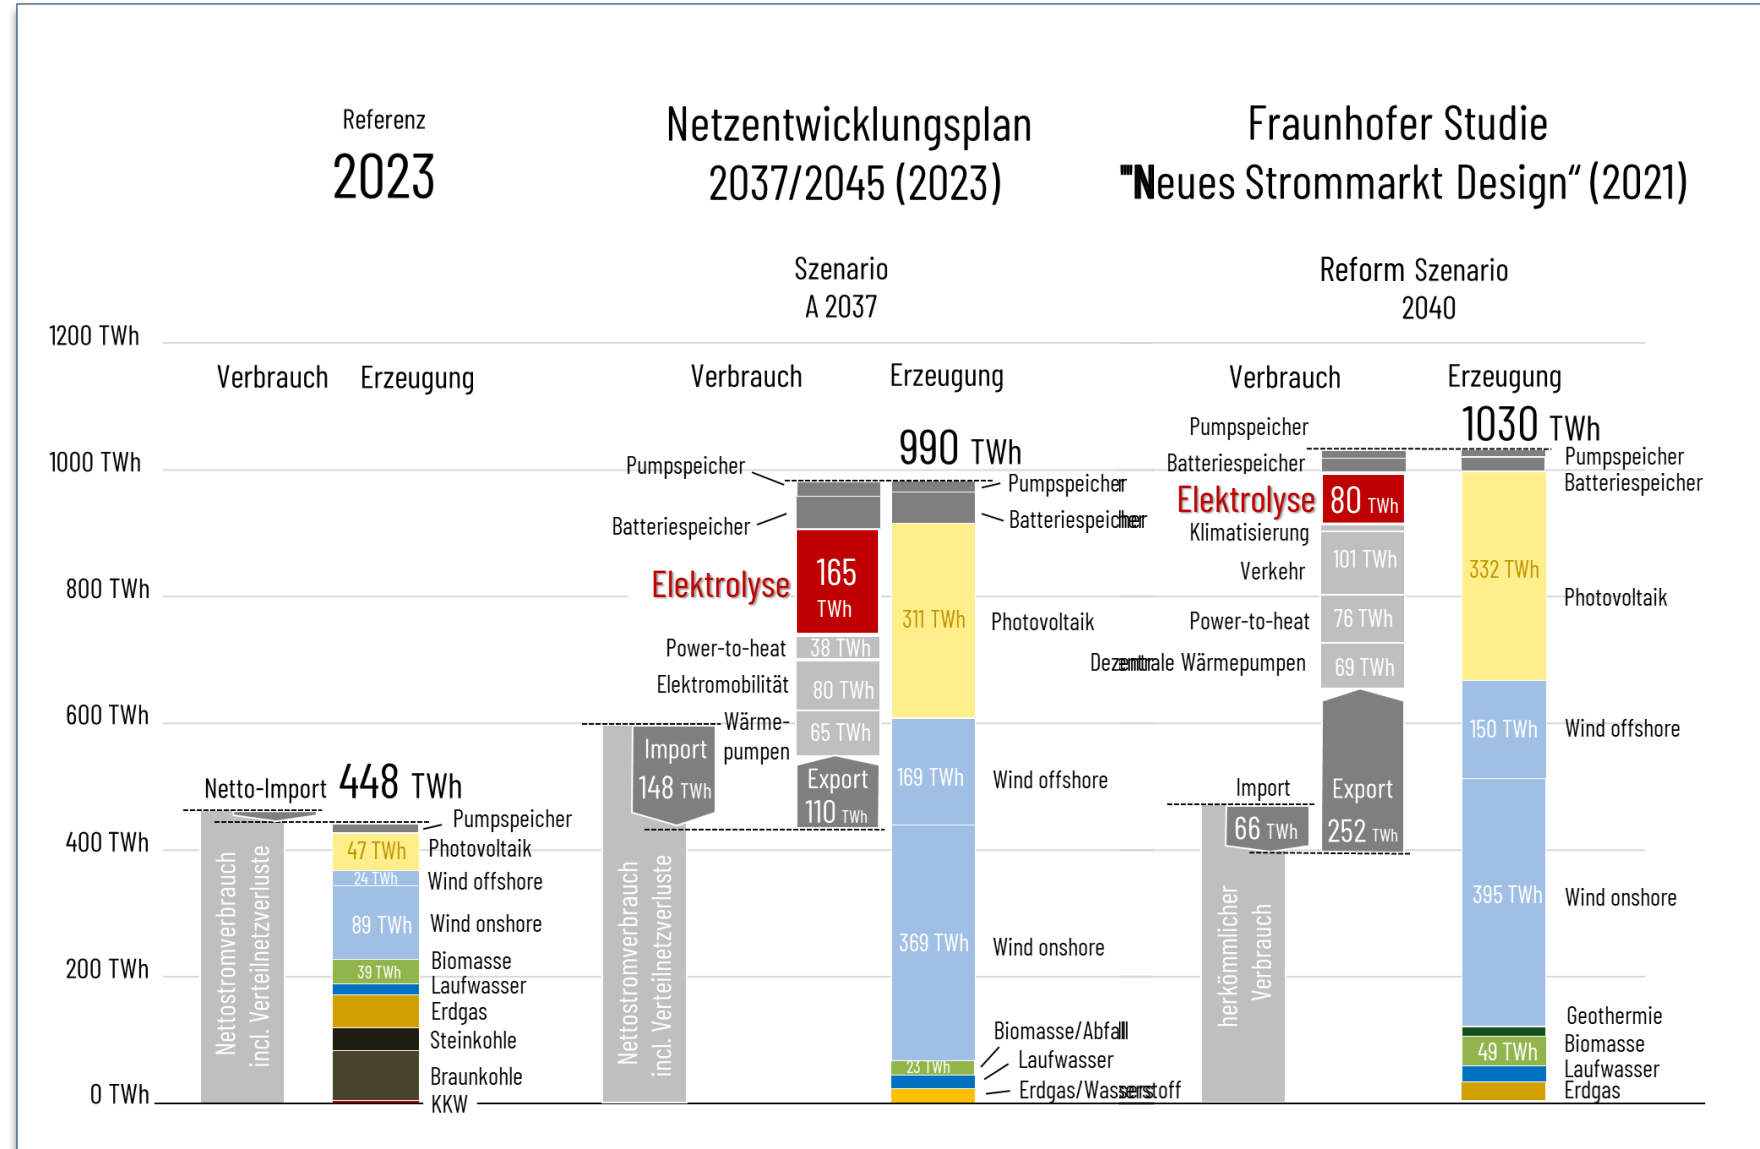 Referenz
2023
Netzentwicklungsplan
2037/2045 (2023)
Fraunhofer Studie
"Neues Strommarkt Design“ (2021)
Szenario
A 2037
Reform Szenario
2040
1200 TWh
1000 TWh
800 TWh
600 TWh
400 TWh
200 TWh
0 TWh
Verbrauch
Erzeugung
Netto-Import
448 TWh
Nettostromverbrauch
incl. Verteilnetzverluste
Pumpspeicher
47 TWh
Photovoltaik
24 TWh
Wind offshore
89 TWh
Wind onshore
39 TWh
Biomasse
Laufwasser
Erdgas
Steinkohle
Braunkohle
KKW
Verbrauch
Erzeugung
990 TWh
Pumpspeicher
Batteriespeicher
Elektrolyse
165
TWh
Power-to-heat
38 TWh
Elektromobilität
80 TWh
Wärme-
pumpen
65 TWh
Import
148 TWh
Export
110 TWh
Nettostromverbrauch
incl. Verteilnetzverluste
Pumpspeicher
Batteriespeicher
311 TWh
Photovoltaik
169 TWh
Wind offshore
369 TWh
Wind onshore
23 TWh
Biomasse/Abfall
Laufwasser
Erdgas/Wasserstoff
Verbrauch
Erzeugung
1030 TWh
Pumpspeicher
Batteriespeicher
Elektrolyse
80 TWh
Klimatisierung
Verkehr
101 TWh
Power-to-heat
76 TWh
Dezentrale Wärmepumpen
69 TWh
Import
66 TWh
Export
252 TWh
herkömmlicher
Verbrauch
Pumpspeicher
Batteriespeicher
332 TWh
Photovoltaik
150 TWh
Wind offshore
395 TWh
Wind onshore
Geothermie
49 TWh
Biomasse
Laufwasser
Erdgas